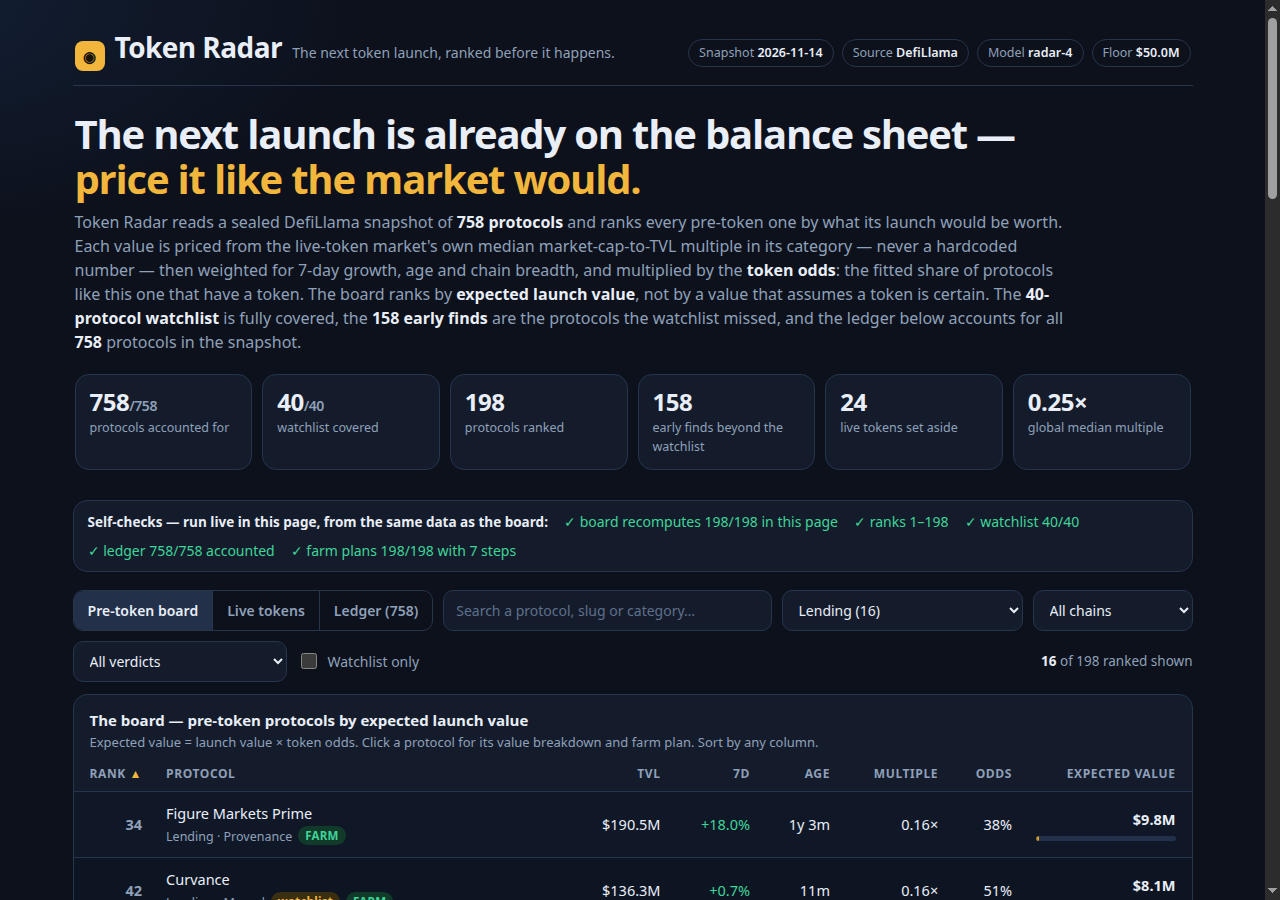 Token Radar The next token launch, ranked before it happens. Snapshot 2026-11-14 Source DefiLlama Model radar-4 Floor $50.0M
The next launch is already on the balance sheet —
price it like the market would.
Token Radar reads a sealed DefiLlama snapshot of 758 protocols and ranks every pre-token one by what its launch would be worth.
Each value is priced from the live-token market's own median market-cap-to-TVL multiple in its category — never a hardcoded
number — then weighted for 7-day growth, age and chain breadth, and multiplied by the token odds: the fitted share of protocols
like this one that have a token. The board ranks by expected launch value, not by a value that assumes a token is certain. The 40-
protocol watchlist is fully covered, the 158 early finds are the protocols the watchlist missed, and the ledger below accounts for all
758 protocols in the snapshot.
758/758 40/40 198 158 24 0.25×
protocols accounted for watchlist covered protocols ranked early finds beyond the live tokens set aside global median multiple
watchlist
Self-checks — run live in this page, from the same data as the board: ✓ board recomputes 198/198 in this page ✓ ranks 1–198 ✓ watchlist 40/40
✓ ledger 758/758 accounted ✓ farm plans 198/198 with 7 steps
Pre-token board Live tokens Ledger (758) Search a protocol, slug or category... Lending (16) All chains
All verdicts Watchlist only 16 of 198 ranked shown
The board — pre-token protocols by expected launch value
Expected value = launch value × token odds. Click a protocol for its value breakdown and farm plan. Sort by any column.
RANK ▲ PROTOCOL TVL 7D AGE MULTIPLE ODDS EXPECTED VALUE
34 Figure Markets Prime $190.5M +18.0% 1y 3m 0.16× 38% $9.8M
Lending · Provenance FARM
42 Curvance $136.3M +0.7% 11m 0.16× 51% $8.1M